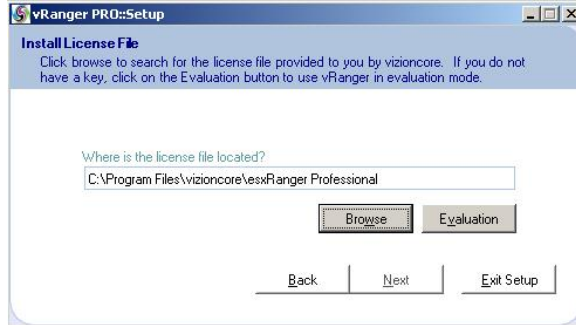 vRanger PRO::Setup
Install License File
Click browse to search for the license file provided to you by vizioncore. If you do not
have a key, click on the Evaluation button to use vRanger in evaluation mode.
Where is the license file located?
C:\Program Files\vizioncore\esxRanger Professional
Browse Evaluation
Back Next Exit Setup